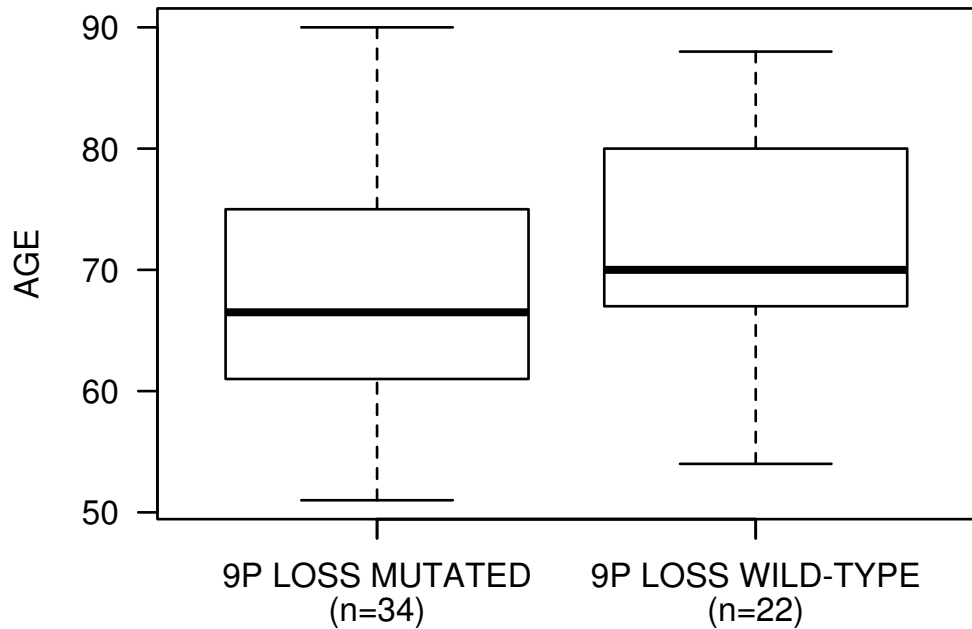 AGE
90
80
70
60
50
9P LOSS MUTATED
(n=34)
9P LOSS WILD-TYPE
(n=22)